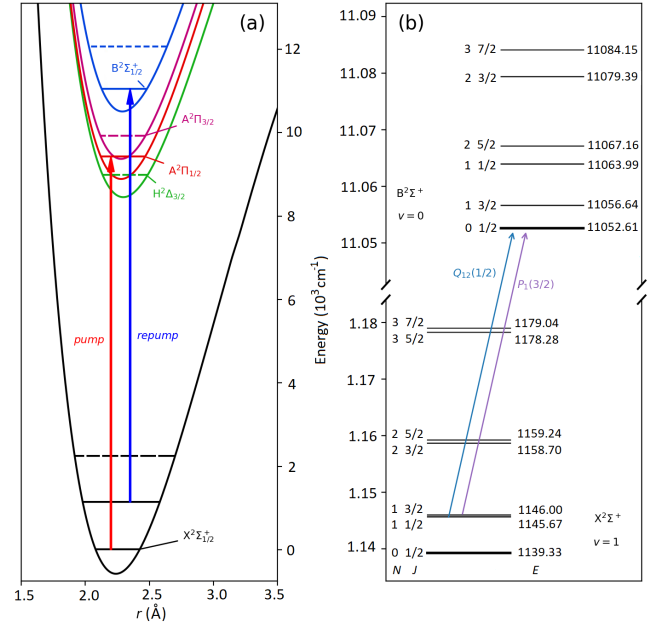 (a)
12
10
8
6
4
2
0
B²Σ⁺₁/₂
A²Π₃/₂
A²Π₁/₂
H²Δ₃/₂
pump
repump
X²Σ⁺₁/₂
1.5 2.0 2.5 3.0 3.5
r (Å)
Energy (10³cm⁻¹)
(b)
11.09
11.08
11.07
11.06
11.05
1.18
1.17
1.16
1.15
1.14
3 7/2 11084.15
2 3/2 11079.39
2 5/2 11067.16
1 1/2 11063.99
1 3/2 11056.64
0 1/2 11052.61
B²Σ⁺
v=0
Q₁₂(1/2)
P₁(3/2)
3 7/2 1179.04
3 5/2 1178.28
2 5/2 1159.24
2 3/2 1158.70
1 3/2 1146.00
1 1/2 1145.67
X²Σ⁺
v=1
0 1/2 1139.33
N J E